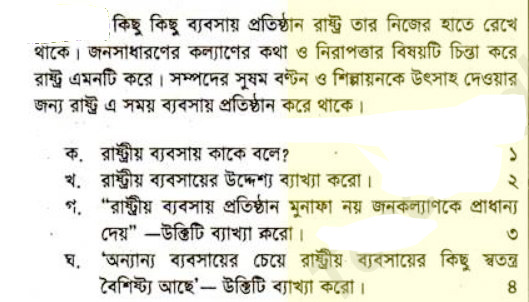 কিছু কিছু ব্যবসায় প্রতিষ্ঠান রাষ্ট্র তার নিজের হাতে রেখে
থাকে। জনসাধারণের কল্যাণের কথা ও নিরাপত্তার বিষয়টি চিন্তা করে
রাষ্ট্র এমনটি করে। সম্পদের সুষম বণ্টন ও শিল্পায়নকে উৎসাহ দেওয়ার
জন্য রাষ্ট্র এ সময় ব্যবসায় প্রতিষ্ঠান করে থাকে।
ক. রাষ্ট্রীয় ব্যবসায় কাকে বলে? ১
খ. রাষ্ট্রীয় ব্যবসায়ের উদ্দেশ্য ব্যাখ্যা করো। ২
গ. “রাষ্ট্রীয় ব্যবসায় প্রতিষ্ঠান মুনাফা নয় জনকল্যাণকে প্রাধান্য
দেয়” —উক্তিটি ব্যাখ্যা করো। ৩
ঘ. ‘অন্যান্য ব্যবসায়ের চেয়ে রাষ্ট্রীয় ব্যবসায়ের কিছু স্বতন্ত্র
বৈশিষ্ট্য আছে’— উক্তিটি ব্যাখ্যা করো। ৪